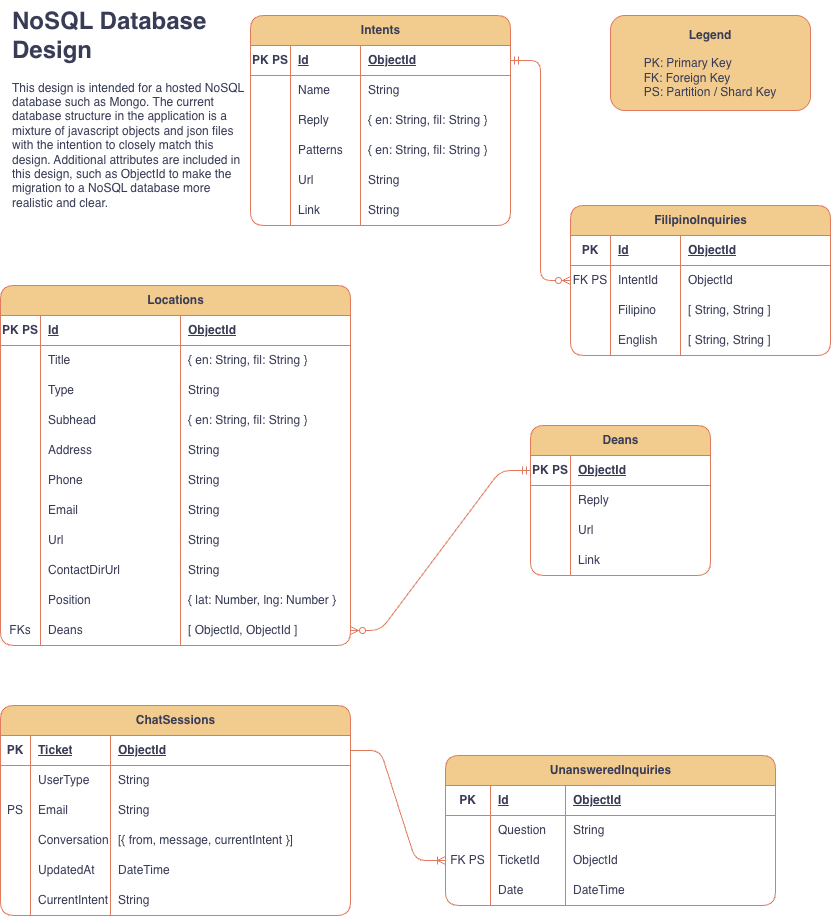 NoSQL Database
Design
This design is intended for a hosted NoSQL
database such as Mongo. The current
database structure in the application is a
mixture of javascript objects and json files
with the intention to closely match this
design. Additional attributes are included in
this design, such as ObjectId to make the
migration to a NoSQL database more
realistic and clear.
Intents
PK PS Id ObjectId
Name String
Reply { en: String, fil: String }
Patterns { en: String, fil: String }
Url String
Link String
Legend
PK: Primary Key
FK: Foreign Key
PS: Partition / Shard Key
FilipinoInquiries
PK Id ObjectId
FK PS IntentId ObjectId
Filipino [ String, String ]
English [ String, String ]
Locations
PK PS Id ObjectId
Title { en: String, fil: String }
Type String
Subhead { en: String, fil: String }
Address String
Phone String
Email String
Url String
ContactDirUrl String
Position { lat: Number, lng: Number }
FKs Deans [ ObjectId, ObjectId ]
Deans
PK PS ObjectId
Reply
Url
Link
ChatSessions
PK Ticket ObjectId
UserType String
PS Email String
Conversation [{ from, message, currentIntent }]
UpdatedAt DateTime
CurrentIntent String
UnansweredInquiries
PK Id ObjectId
Question String
FK PS TicketId ObjectId
Date DateTime